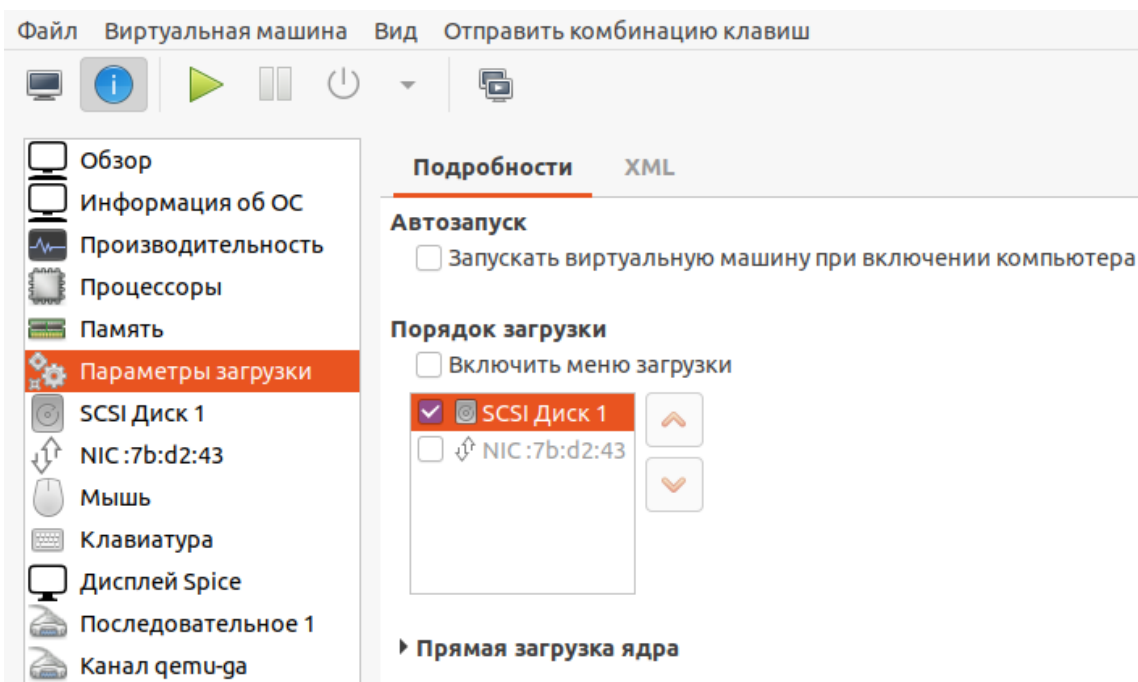 Файл Виртуальная машина Вид Отправить комбинацию клавиш
Обзор
Информация об ОС
Производительность
Процессоры
Память
Параметры загрузки
SCSI Диск 1
NIC :7b:d2:43
Мышь
Клавиатура
Дисплей Spice
Последовательное 1
Канал qemu-ga
Подробности XML
Автозапуск
Запускать виртуальную машину при включении компьютера
Порядок загрузки
Включить меню загрузки
SCSI Диск 1
NIC :7b:d2:43
Прямая загрузка ядра